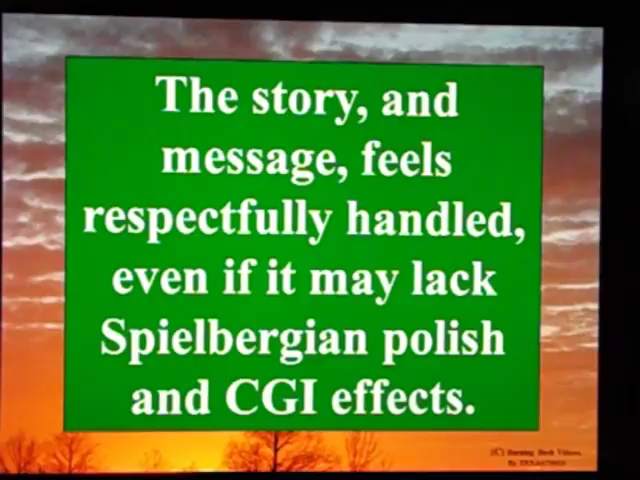 The story, and
message, feels
respectfully handled,
even if it may lack
Spielbergian polish
and CGI effects.